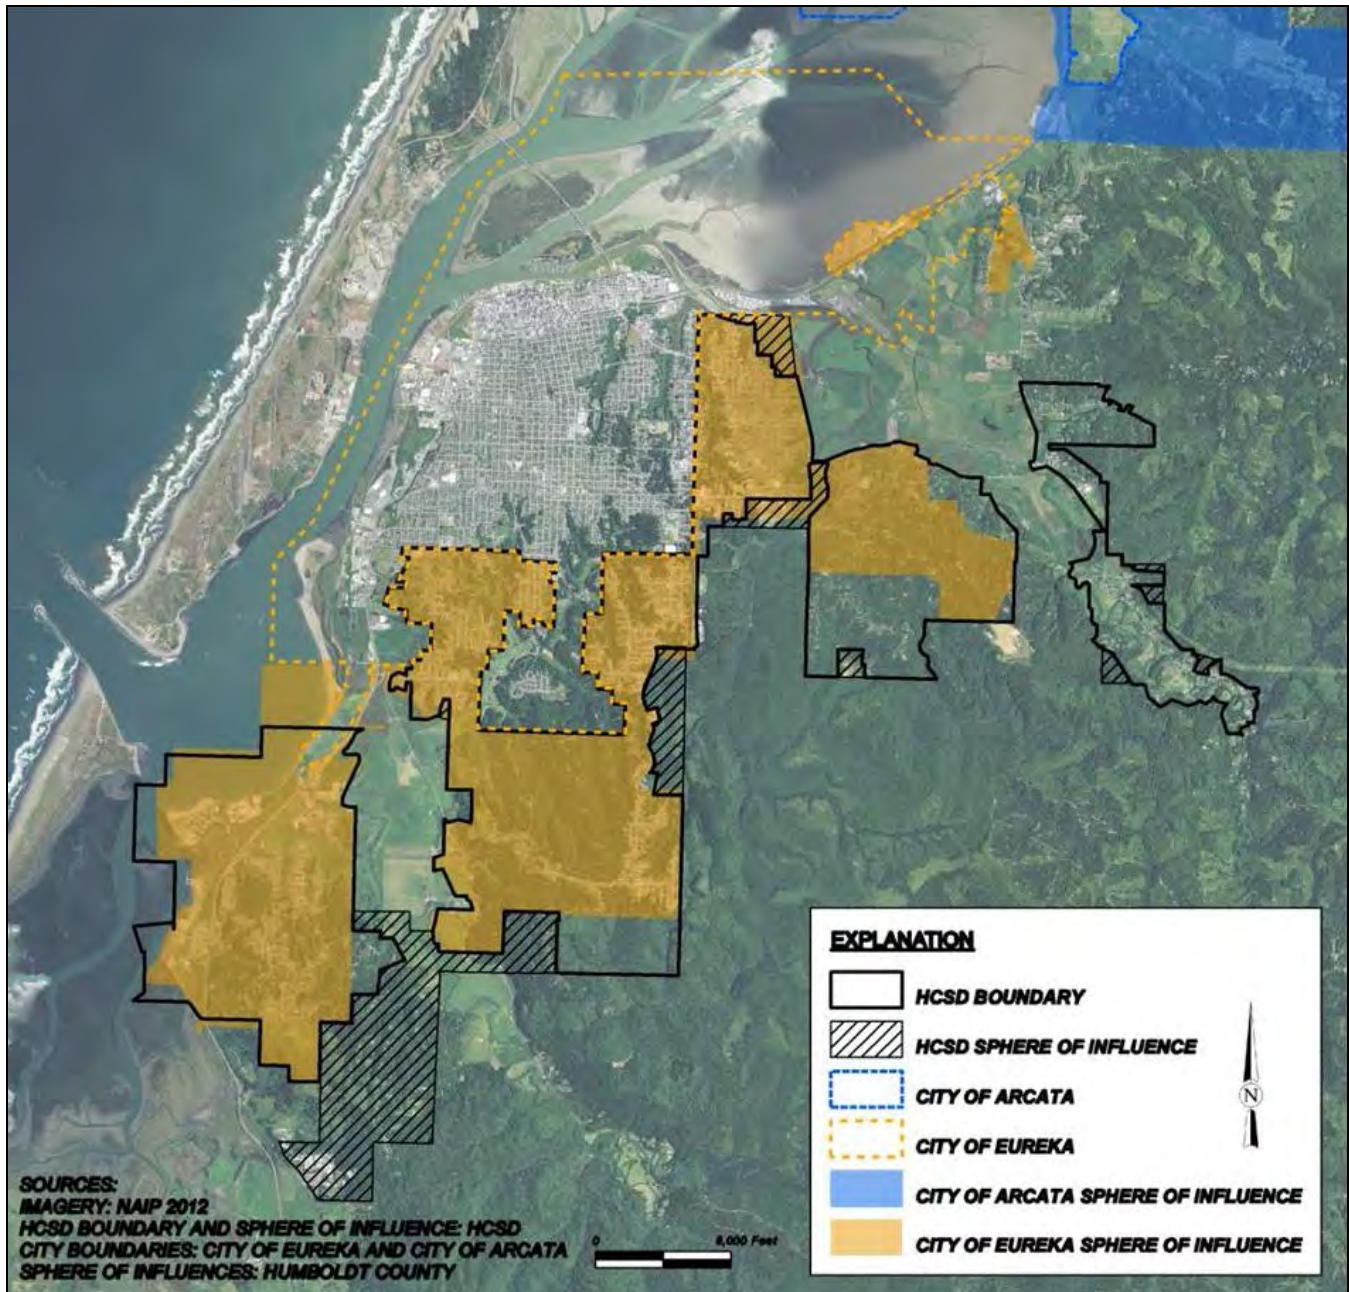 EXPLANATION
HCSD BOUNDARY
HCSD SPHERE OF INFLUENCE
CITY OF ARCATA
N
CITY OF EUREKA
CITY OF ARCATA SPHERE OF INFLUENCE
CITY OF EUREKA SPHERE OF INFLUENCE
SOURCES:
IMAGERY: NAIP 2012
HCSD BOUNDARY AND SPHERE OF INFLUENCE: HCSD
CITY BOUNDARIES: CITY OF EUREKA AND CITY OF ARCATA
SPHERE OF INFLUENCES: HUMBOLDT COUNTY
0 Feet